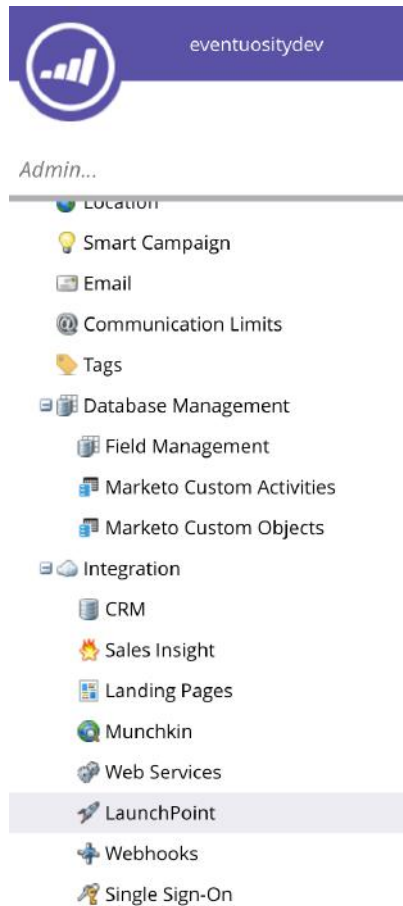 eventuositydev
Admin...
Location
Smart Campaign
Email
Communication Limits
Tags
Database Management
Field Management
Marketo Custom Activities
Marketo Custom Objects
Integration
CRM
Sales Insight
Landing Pages
Munchkin
Web Services
LaunchPoint
Webhooks
Single Sign-On